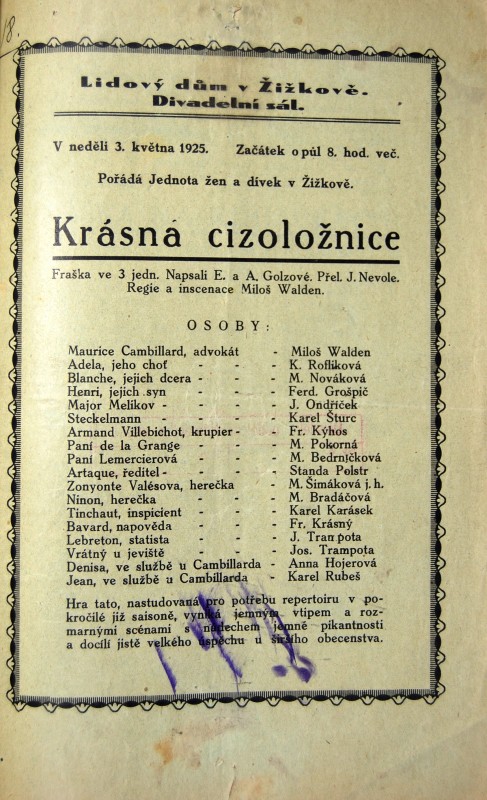 18.
Lidový dům v Žižkově.
Divadelní sál.
V neděli 3. května 1925. Začátek o půl 8. hod. več.
Pořádá Jednota žen a dívek v Žižkově.
Krásná cizoložnice
Fraška ve 3 jedn. Napsali E. a A. Golzové. Přel. J. Nevole.
Regie a inscenace Miloš Walden.
OSOBY:
Maurice Cambillard, advokát - Miloš Walden
Adela, jeho choť - - - K. Roflíková
Blanche, jejich dcera - - - M. Nováková
Henri, jejich syn - - - Ferd. Grošpič
Major Melikov - - - - J. Ondříček
Steckelmann - - - Karel Šturc
Armand Villebichot, krupier - - Fr. Kýhos
Paní de la Grange - - - M. Pokorná
Paní Lemercierová - - - M. Bedrníčková
Artaque, ředitel - - - - Standa Polstr
Zonyonte Valésova, herečka - M. Šimáková j. h.
Ninon, herečka - - - M. Bradáčová
Tinchaut, inspicient - - - Karel Karásek
Bavard, napověda - - - Fr. Krásný
Lebreton, statista - - - J. Trampota
Vrátný u jeviště - - - Jos. Trampota
Denisa, ve službě u Cambillarda - Anna Hojerová
Jean, ve službě u Cambillarda - Karel Rubeš
Hra tato, nastudovaná pro potřebu repertoiru v po-
kročilé již saisoně, vyniká jemným vtipem a roz-
marnými scénami s nádechem jemné pikantnosti
a docílí jistě velkého úspěchu u širšího obecenstva.